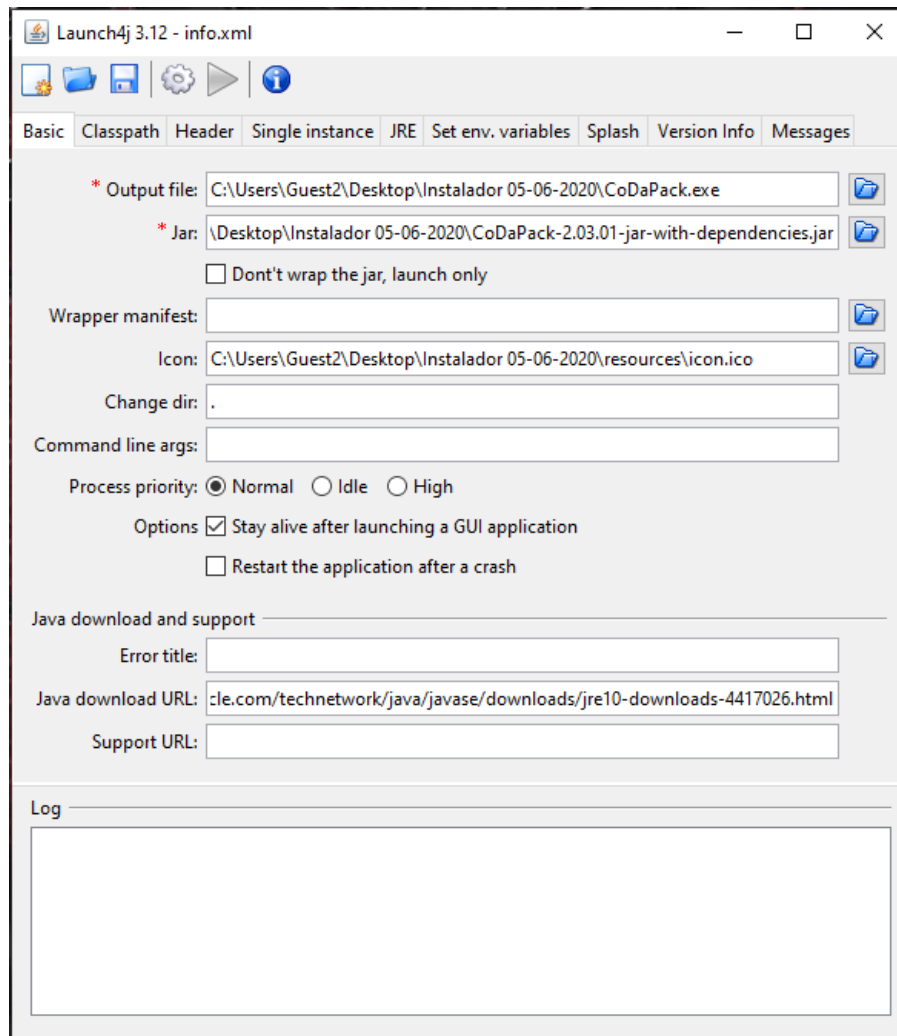 Launch4j 3.12 - info.xml
Basic Classpath Header Single instance JRE Set env. variables Splash Version Info Messages
* Output file: C:\Users\Guest2\Desktop\Instalador 05-06-2020\CoDaPack.exe
* Jar: \Desktop\Instalador 05-06-2020\CoDaPack-2.03.01-jar-with-dependencies.jar
Dont't wrap the jar, launch only
Wrapper manifest:
Icon: C:\Users\Guest2\Desktop\Instalador 05-06-2020\resources\icon.ico
Change dir: .
Command line args:
Process priority: Normal Idle High
Options Stay alive after launching a GUI application
Restart the application after a crash
Java download and support
Error title:
Java download URL: cle.com/technetwork/java/javase/downloads/jre10-downloads-4417026.html
Support URL:
Log